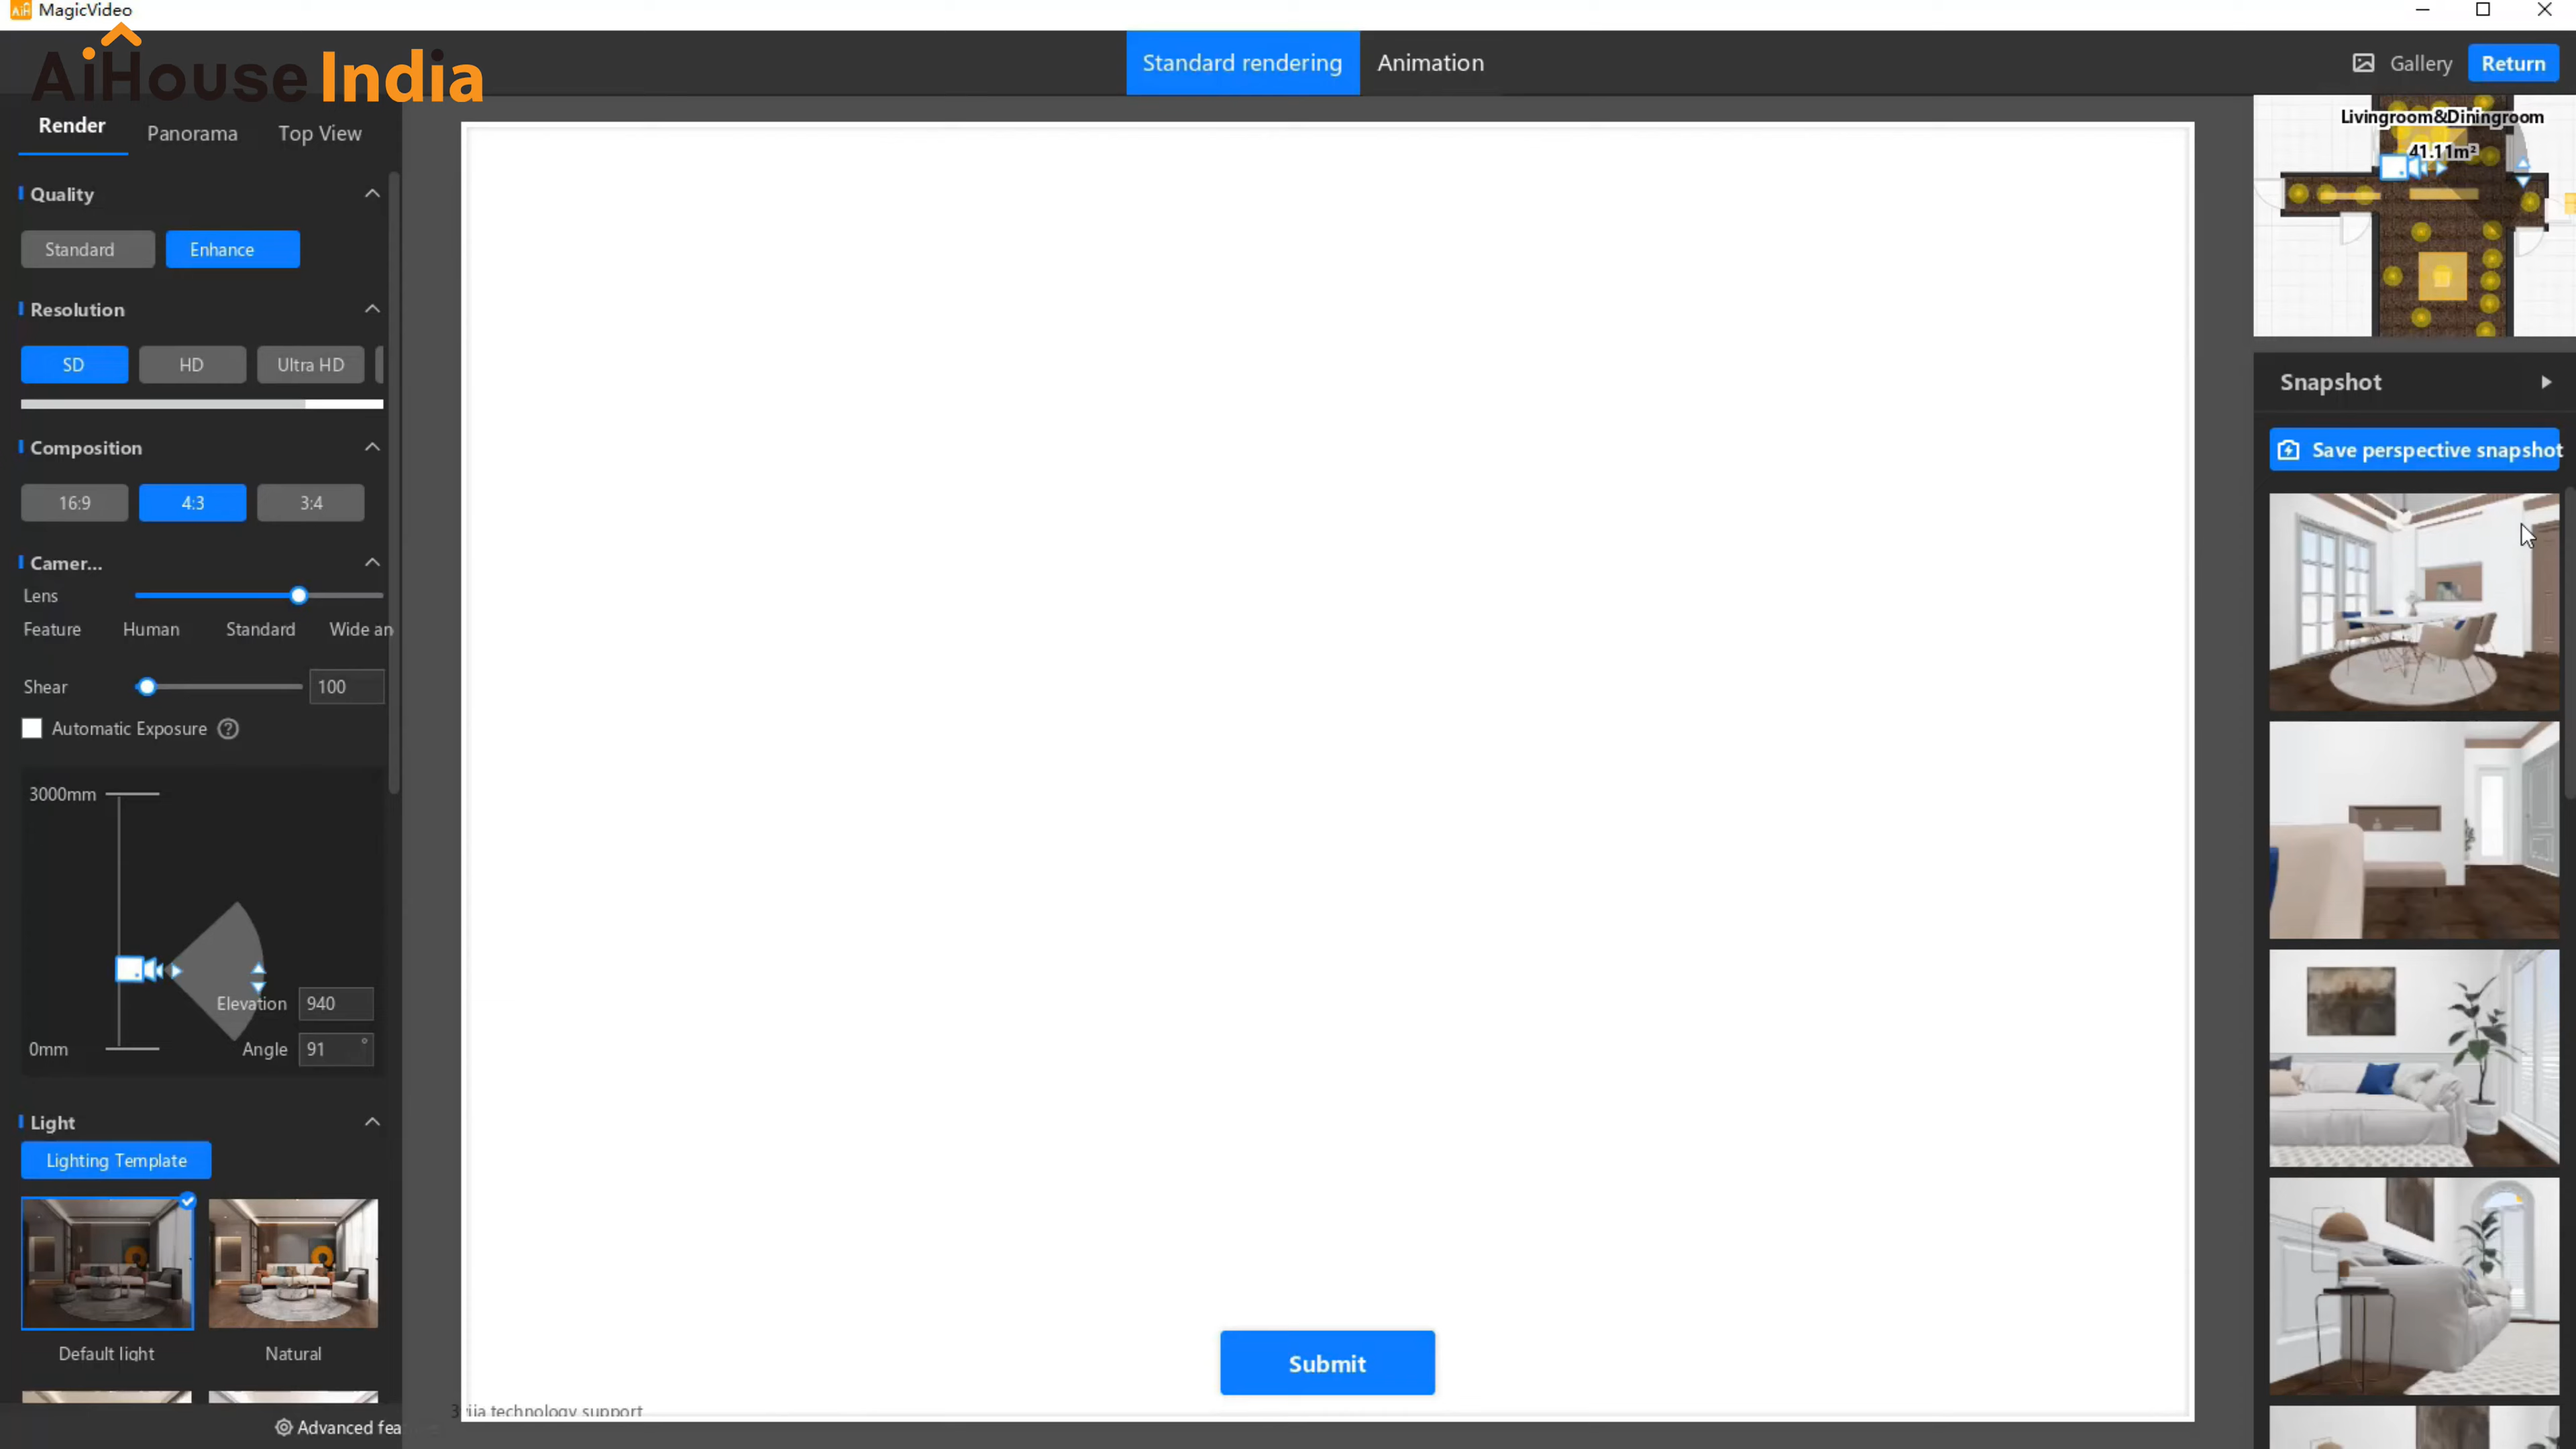 MagicVideo
AiHouse India
Standard rendering
Animation
Gallery
Return
Render
Panorama
Top View
Quality
Standard
Enhance
Resolution
SD
HD
Ultra HD
Composition
16:9
4:3
3:4
Camer...
Lens
Feature
Human
Standard
Wide an
Shear
100
Automatic Exposure
3000mm
Elevation
940
0mm
Angle
91
°
Light
Lighting Template
Default light
Natural
Advanced fea
Submit
technology support
Livingroom&Diningroom
41.11m²
Snapshot
Save perspective snapshot